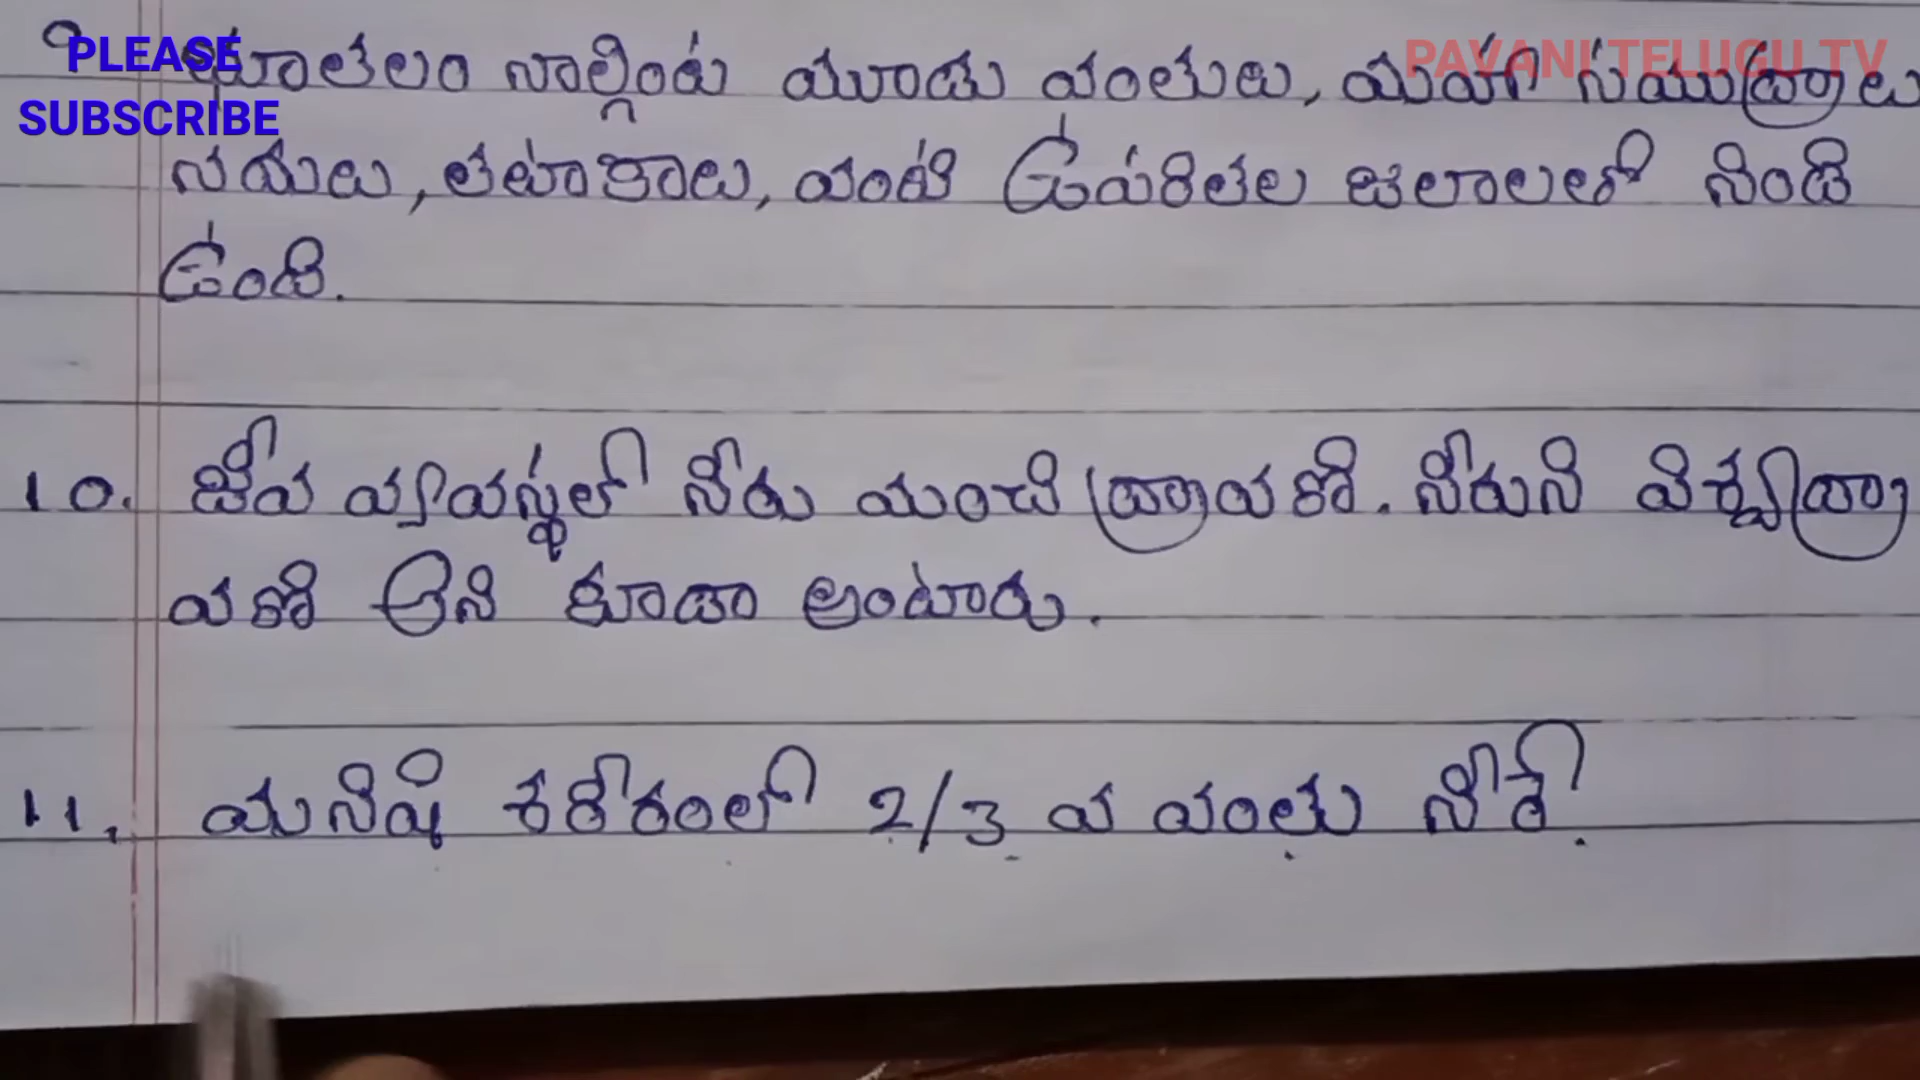 PLEASE
SUBSCRIBE
PAVANI TELUGU TV
భూతలం నాల్గింట మూడు వంతులు, మహా సముద్రాలు
నదులు, తటాకాలు, వంటి ఉపరితల జలాలతో నిండి
ఉంది.
10. జీవ వ్యవస్థలో నీరు మంచి ద్రావణి. నీరుని విశ్వద్రా
వణి అని కూడా అంటారు.
11. మనిషి శరీరంలో 2/3 వ వంతు నీరే.